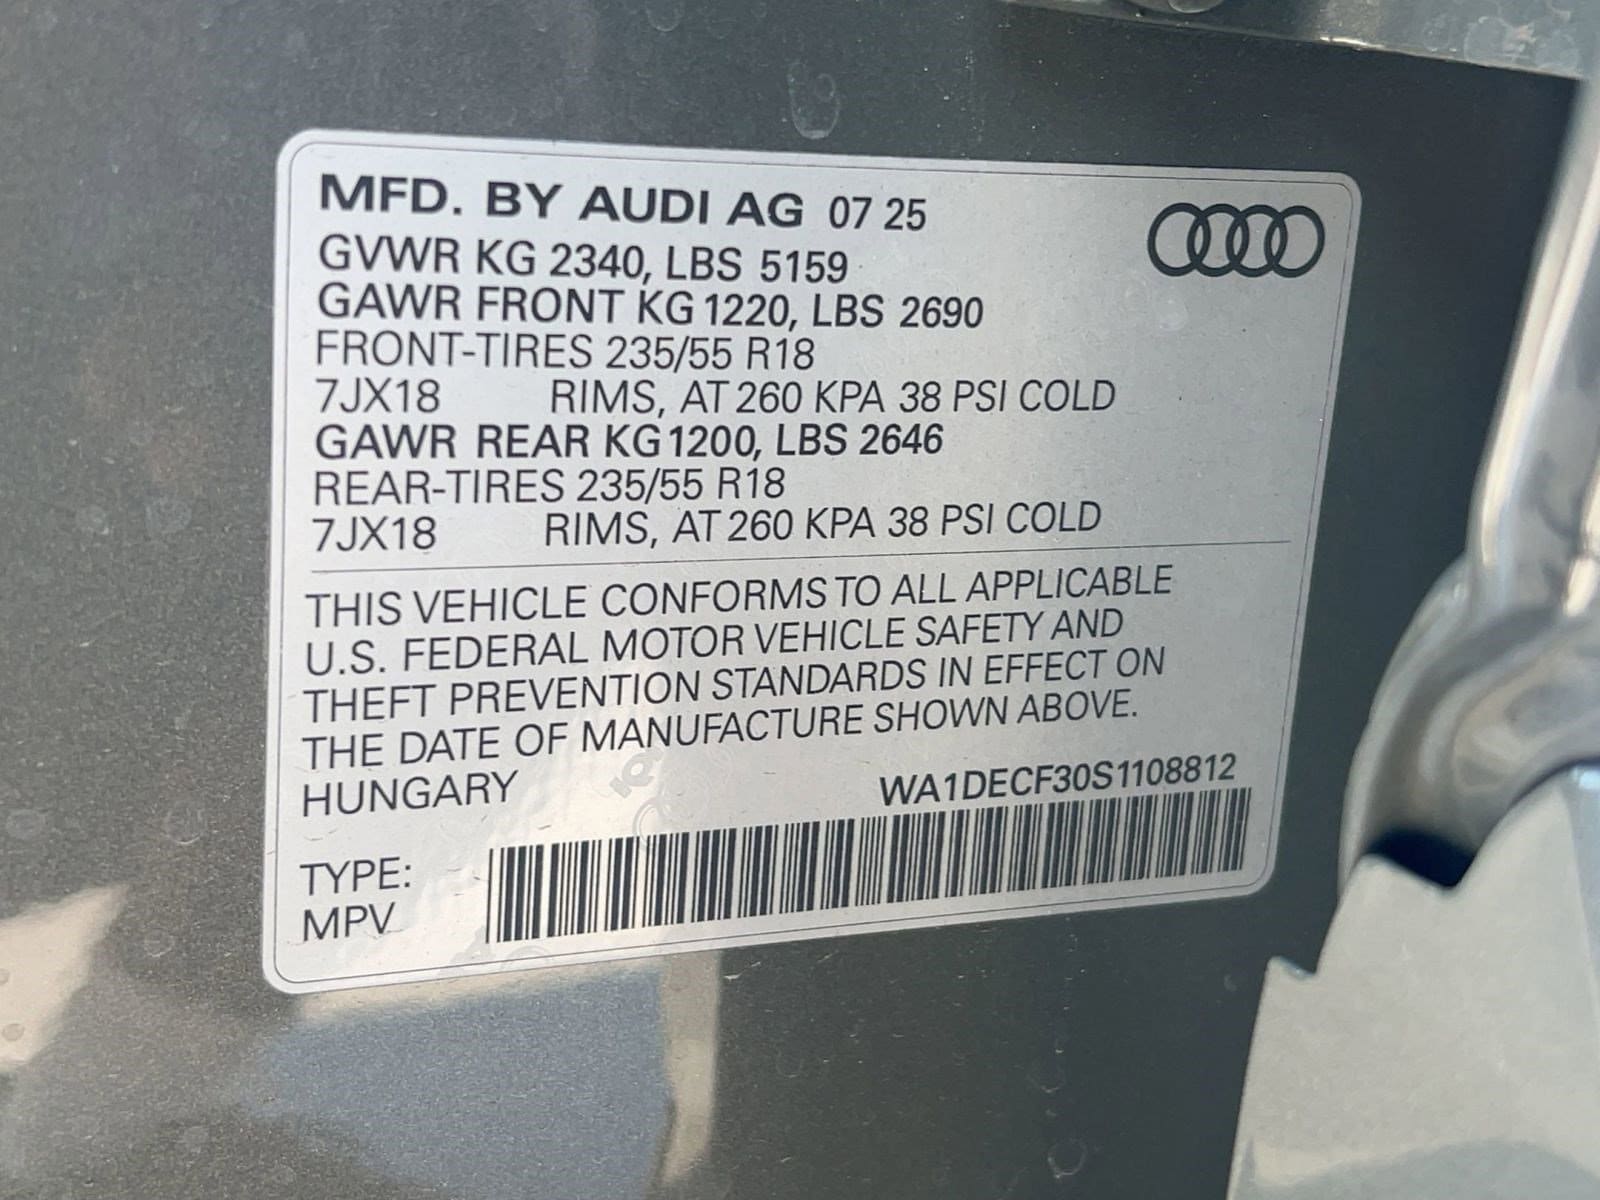 MFD. BY AUDI AG 07 25
GVWR KG 2340, LBS 5159
GAWR FRONT KG 1220, LBS 2690
FRONT-TIRES 235/55 R18
7JX18 RIMS, AT 260 KPA 38 PSI COLD
GAWR REAR KG 1200, LBS 2646
REAR-TIRES 235/55 R18
7JX18 RIMS, AT 260 KPA 38 PSI COLD
THIS VEHICLE CONFORMS TO ALL APPLICABLE
U.S. FEDERAL MOTOR VEHICLE SAFETY AND
THEFT PREVENTION STANDARDS IN EFFECT ON
THE DATE OF MANUFACTURE SHOWN ABOVE.
HUNGARY WA1DECF30S1108812
TYPE:
MPV